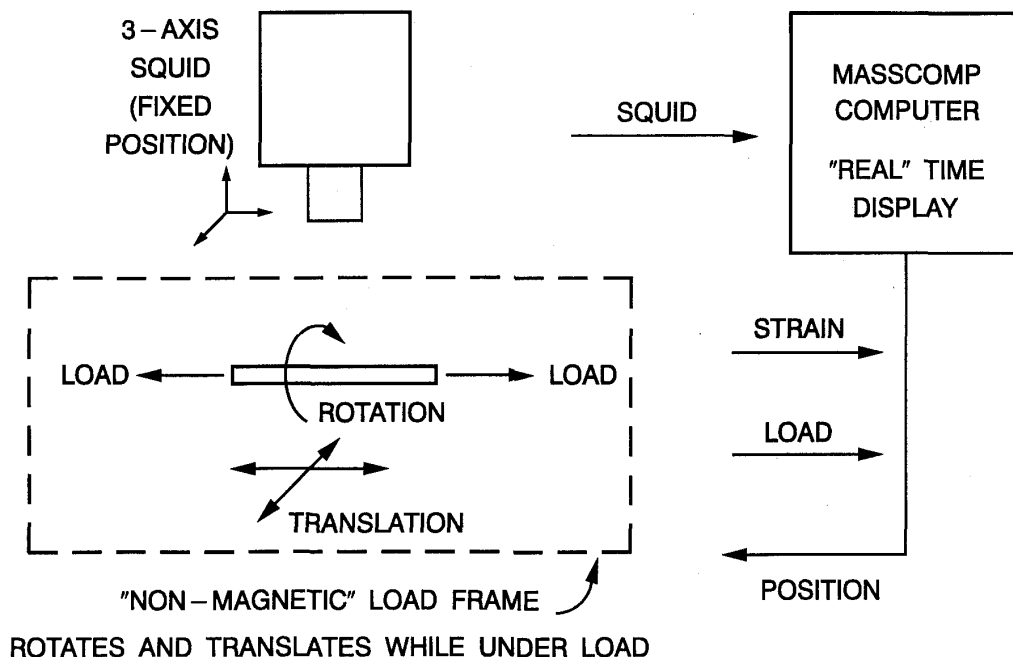 3-AXIS
SQUID
(FIXED
POSITION)
SQUID
MASSCOMP
COMPUTER
"REAL" TIME
DISPLAY
STRAIN
LOAD
LOAD
ROTATION
LOAD
TRANSLATION
POSITION
"NON-MAGNETIC" LOAD FRAME
ROTATES AND TRANSLATES WHILE UNDER LOAD